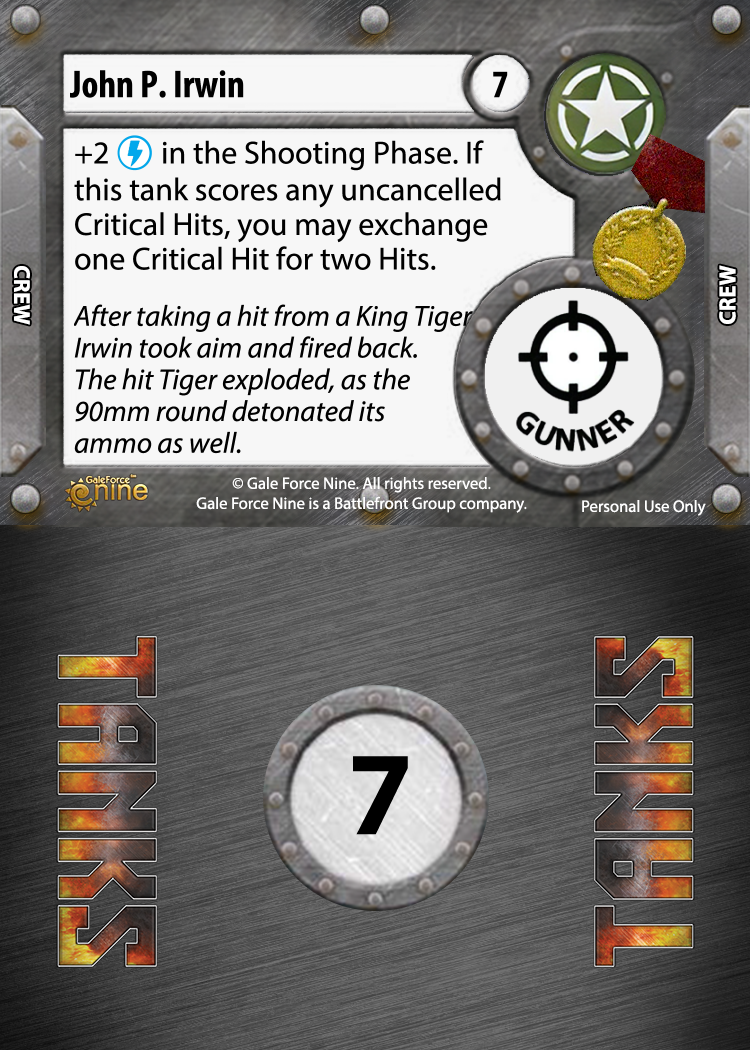 John P. Irwin
7
+2 in the Shooting Phase. If
this tank scores any uncancelled
Critical Hits, you may exchange
one Critical Hit for two Hits.
After taking a hit from a King Tiger
Irwin took aim and fired back.
The hit Tiger exploded, as the
90mm round detonated its
ammo as well.
CREW
CREW
GUNNER
GaleForce™
nine
© Gale Force Nine. All rights reserved.
Gale Force Nine is a Battlefront Group company.
Personal Use Only
TANKS
7
TANKS